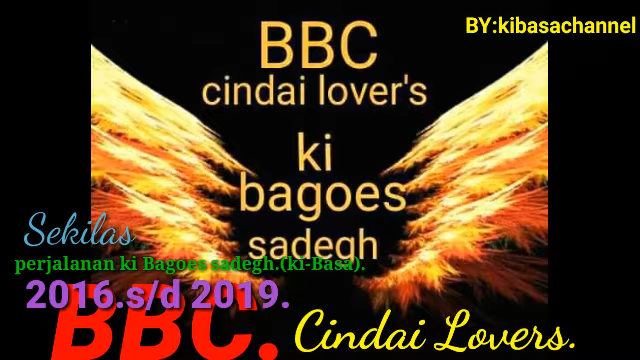 BY:kibasachannel
BBC
cindai lover's
ki
bagoes
sadegh
Sekilas
perjalanan ki Bagoes sadegh.(ki-Basa).
2016.s/d 2019.
BBC. Cindai Lovers.